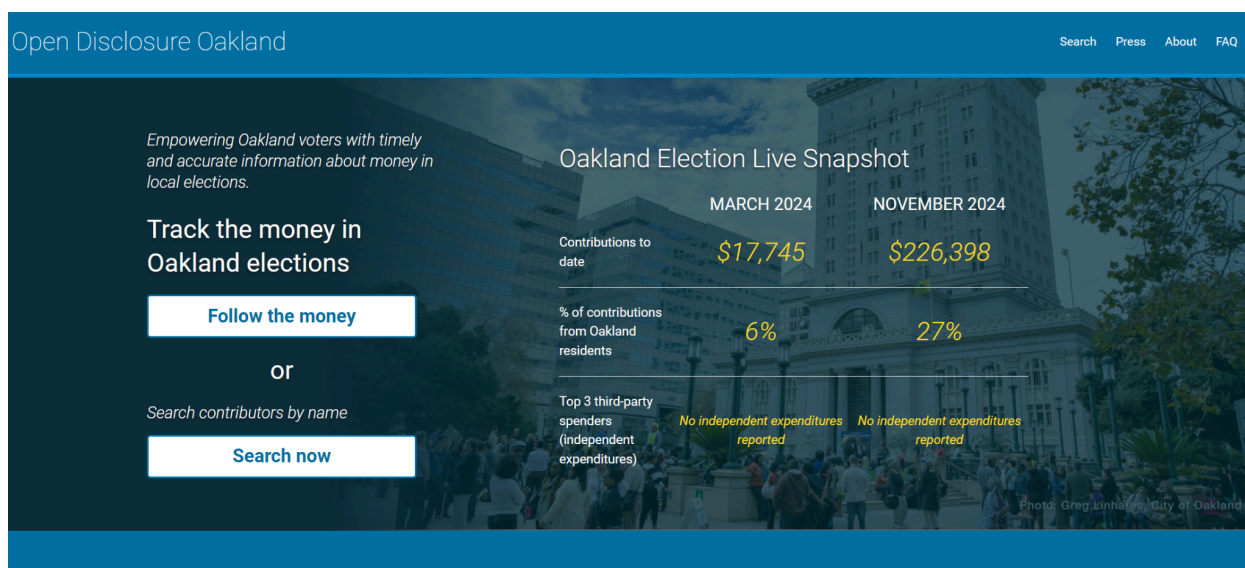 Open Disclosure Oakland
Search Press About FAQ
Empowering Oakland voters with timely
and accurate information about money in
local elections.
Track the money in
Oakland elections
Follow the money
or
Search contributors by name
Search now
Oakland Election Live Snapshot
MARCH 2024 NOVEMBER 2024
Contributions to
date
$17,745 $226,398
% of contributions
from Oakland
residents
6% 27%
Top 3 third-party
spenders
(independent
expenditures)
No independent expenditures
reported
No independent expenditures
reported
Photo: Greg Linhares, City of Oakland